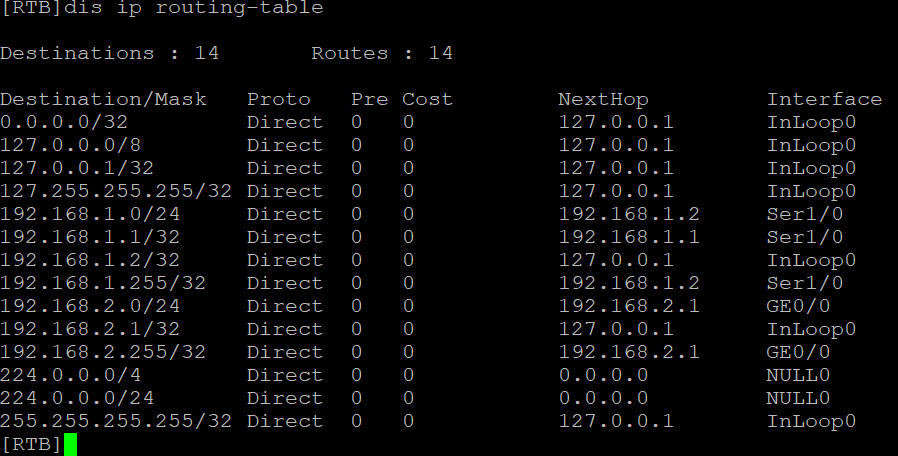 [RTB]dis ip routing-table
Destinations : 14        Routes : 14
Destination/Mask   Proto   Pre Cost        NextHop         Interface
0.0.0.0/32         Direct  0   0           127.0.0.1       InLoop0
127.0.0.0/8        Direct  0   0           127.0.0.1       InLoop0
127.0.0.1/32       Direct  0   0           127.0.0.1       InLoop0
127.255.255.255/32 Direct  0   0           127.0.0.1       InLoop0
192.168.1.0/24     Direct  0   0           192.168.1.2     Ser1/0
192.168.1.1/32     Direct  0   0           192.168.1.1     Ser1/0
192.168.1.2/32     Direct  0   0           127.0.0.1       InLoop0
192.168.1.255/32   Direct  0   0           192.168.1.2     Ser1/0
192.168.2.0/24     Direct  0   0           192.168.2.1     GE0/0
192.168.2.1/32     Direct  0   0           127.0.0.1       InLoop0
192.168.2.255/32   Direct  0   0           192.168.2.1     GE0/0
224.0.0.0/4        Direct  0   0           0.0.0.0         NULL0
224.0.0.0/24       Direct  0   0           0.0.0.0         NULL0
255.255.255.255/32 Direct  0   0           127.0.0.1       InLoop0
[RTB]